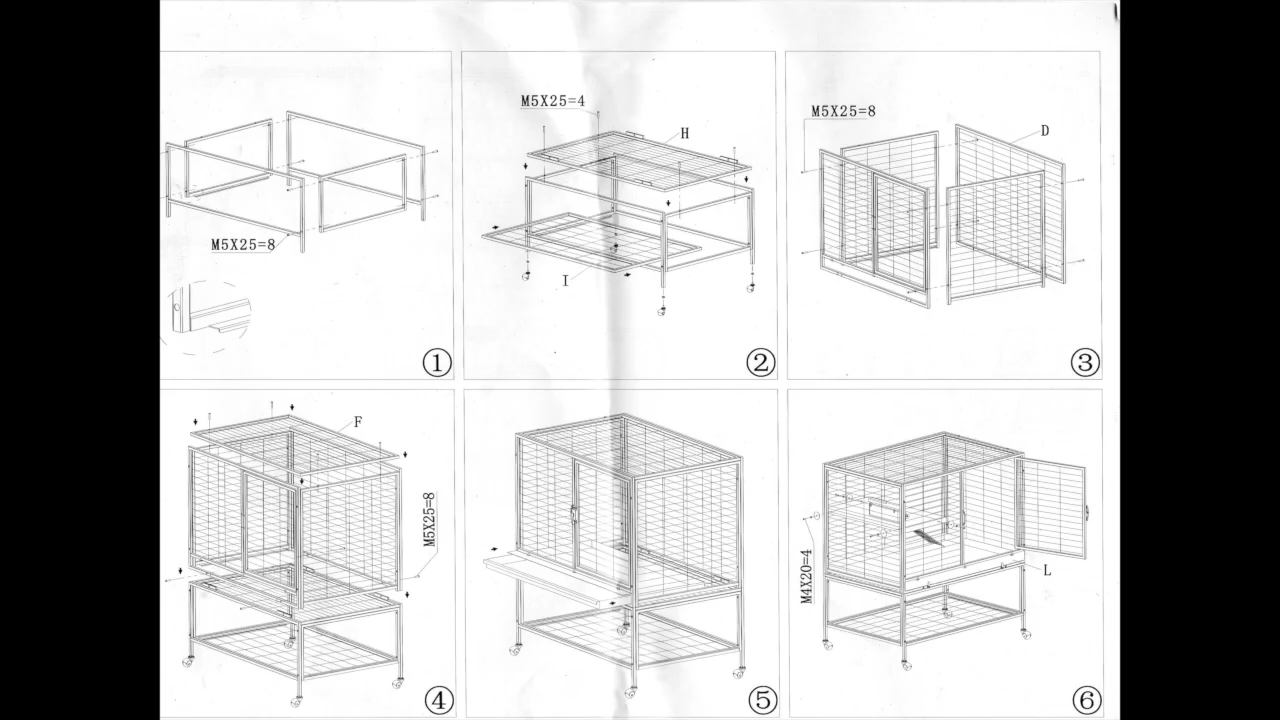 M5X25=8
①
M5X25=4
H
I
②
M5X25=8
D
③
F
M5X25=8
④
⑤
M4X20=4
L
⑥